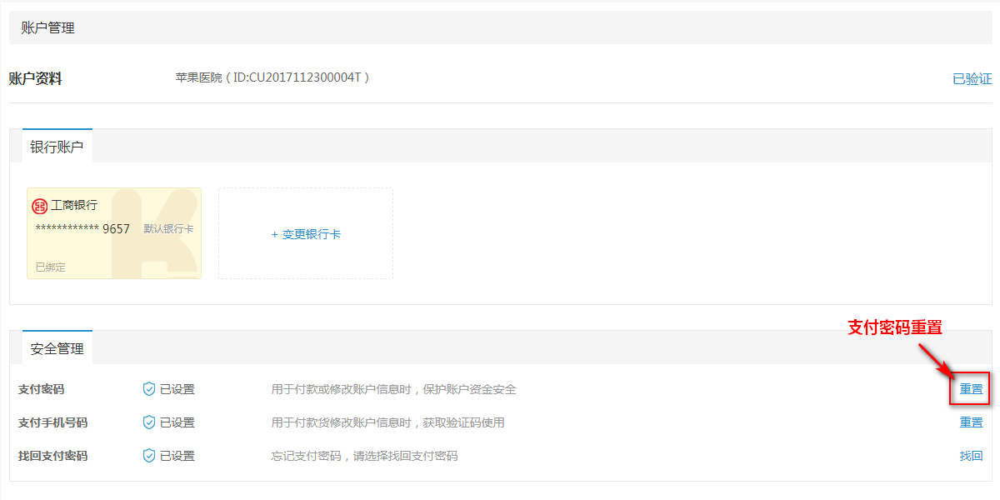 账户管理
账户资料 苹果医院（ID:CU2017112300004T） 已验证
银行账户
工商银行
************ 9657 默认银行卡
已绑定
+ 变更银行卡
支付密码重置
安全管理
支付密码 已设置 用于付款或修改账户信息时，保护账户资金安全 重置
支付手机号码 已设置 用于付款货修改账户信息时，获取验证码使用 重置
找回支付密码 已设置 忘记支付密码，请选择找回支付密码 找回